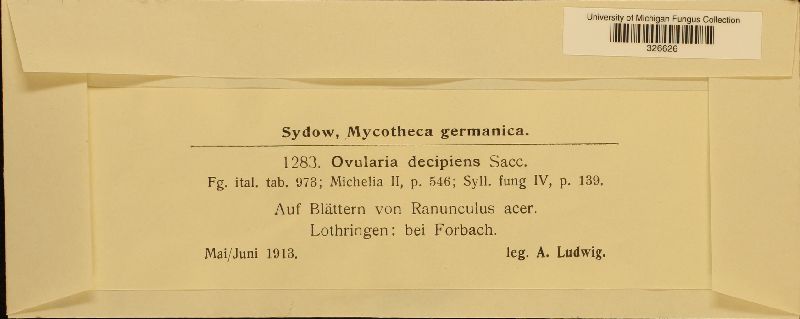 University of Michigan Fungus Collection
326626
Sydow, Mycotheca germanica.
1283. Ovularia decipiens Sacc.
Fg. ital. tab. 973; Michelia II, p. 546; Syll. fung IV, p. 139.
Auf Blättern von Ranunculus acer.
Lothringen: bei Forbach.
Mai/Juni 1913. leg. A. Ludwig.